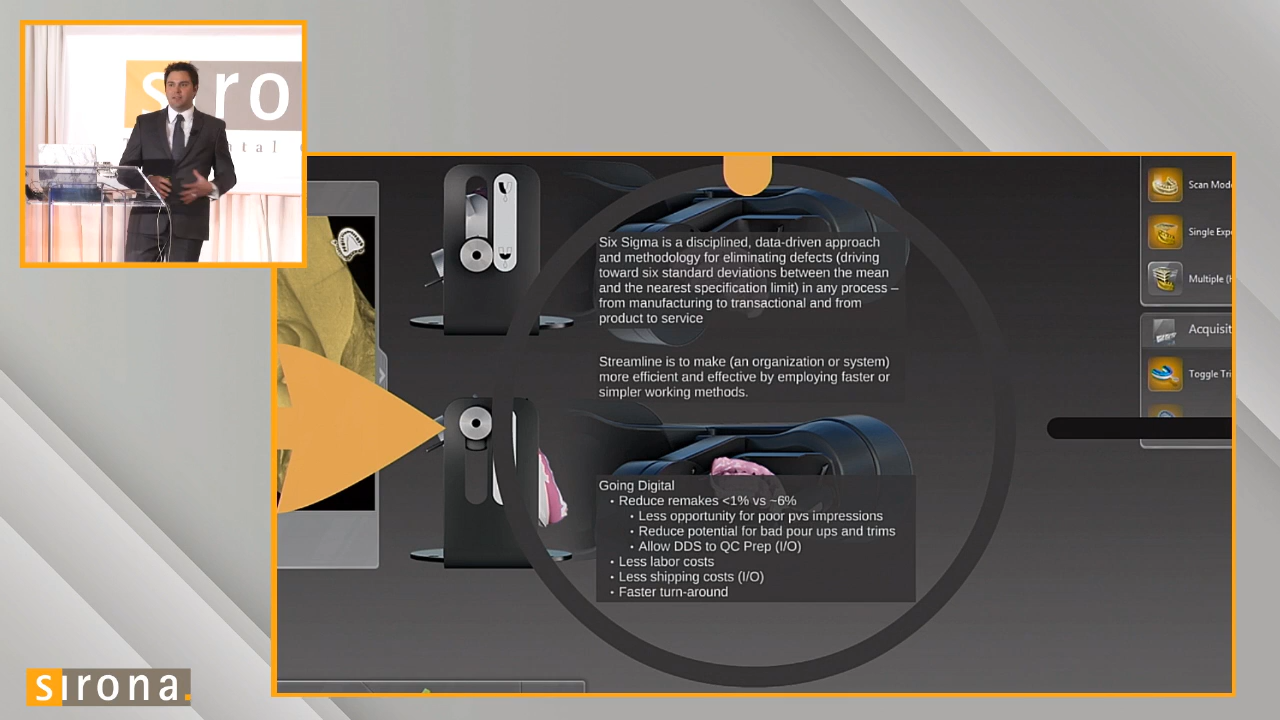 sirona.
Six Sigma is a disciplined, data-driven approach
and methodology for eliminating defects (driving
toward six standard deviations between the mean
and the nearest specification limit) in any process –
from manufacturing to transactional and from
product to service
Streamline is to make (an organization or system)
more efficient and effective by employing faster or
simpler working methods.
Going Digital
• Reduce remakes <1% vs ~6%
• Less opportunity for poor pvs impressions
• Reduce potential for bad pour ups and trims
• Allow DDS to QC Prep (I/O)
• Less labor costs
• Less shipping costs (I/O)
• Faster turn-around
Scan Mod
Single Exp
Multiple (
Acquisit
Toggle Tri